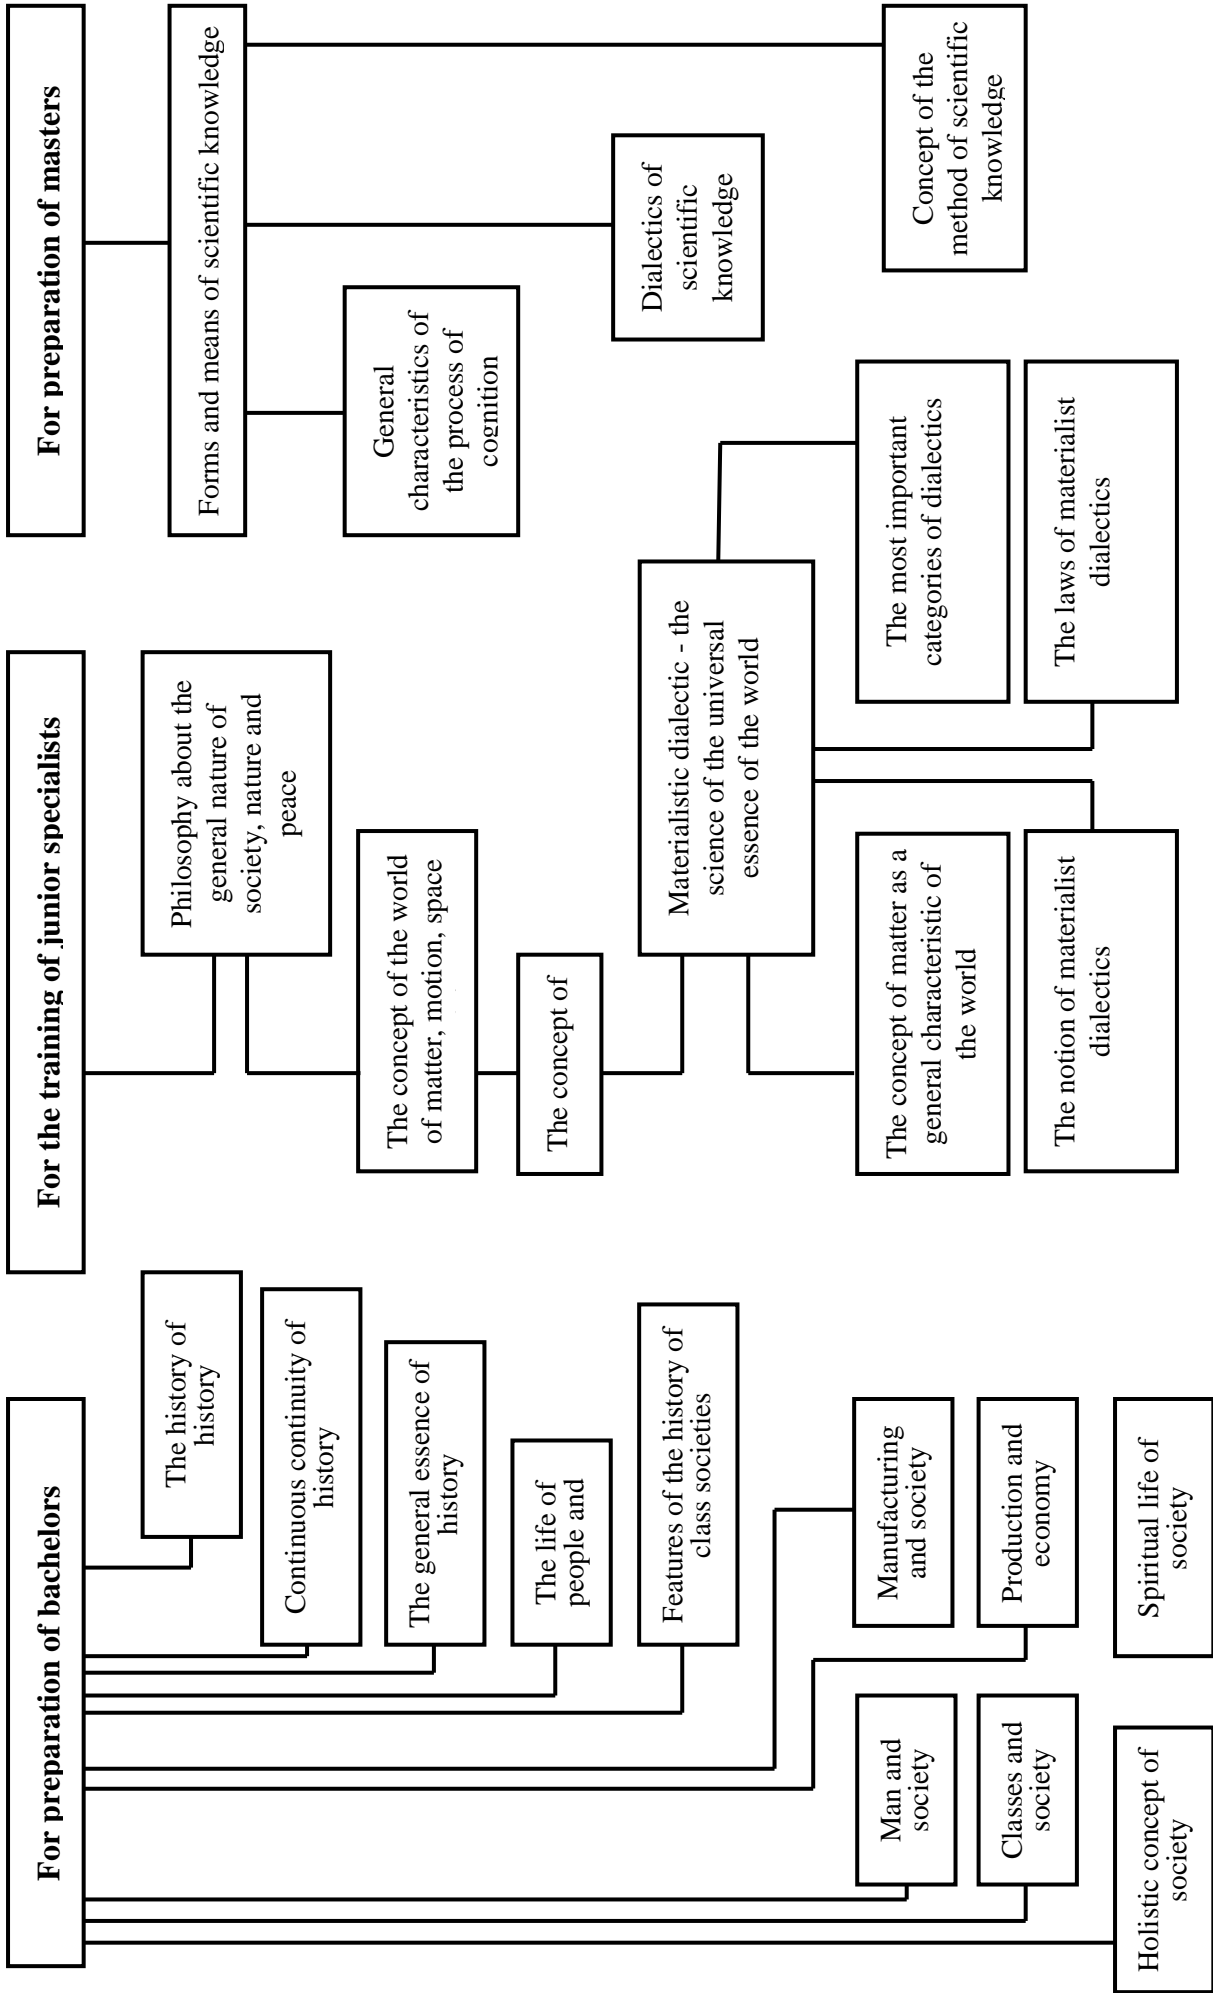 For preparation of bachelors
The history of
history
Continuous continuity of
history
The general essence of
history
The life of
people and
Features of the history of
class societies
Man and
society
Manufacturing
and society
Classes and
society
Production and
economy
Holistic concept of
society
Spiritual life of
society
For the training of junior specialists
Philosophy about the
general nature of
society, nature and
peace
The concept of the world
of matter, motion, space
The concept of
Materialistic dialectic - the
science of the universal
essence of the world
The concept of matter as a
general characteristic of
the world
The most important
categories of dialectics
The notion of materialist
dialectics
The laws of materialist
dialectics
For preparation of masters
Forms and means of scientific knowledge
General
characteristics of
the process of
cognition
Dialectics of
scientific
knowledge
Concept of the
method of scientific
knowledge